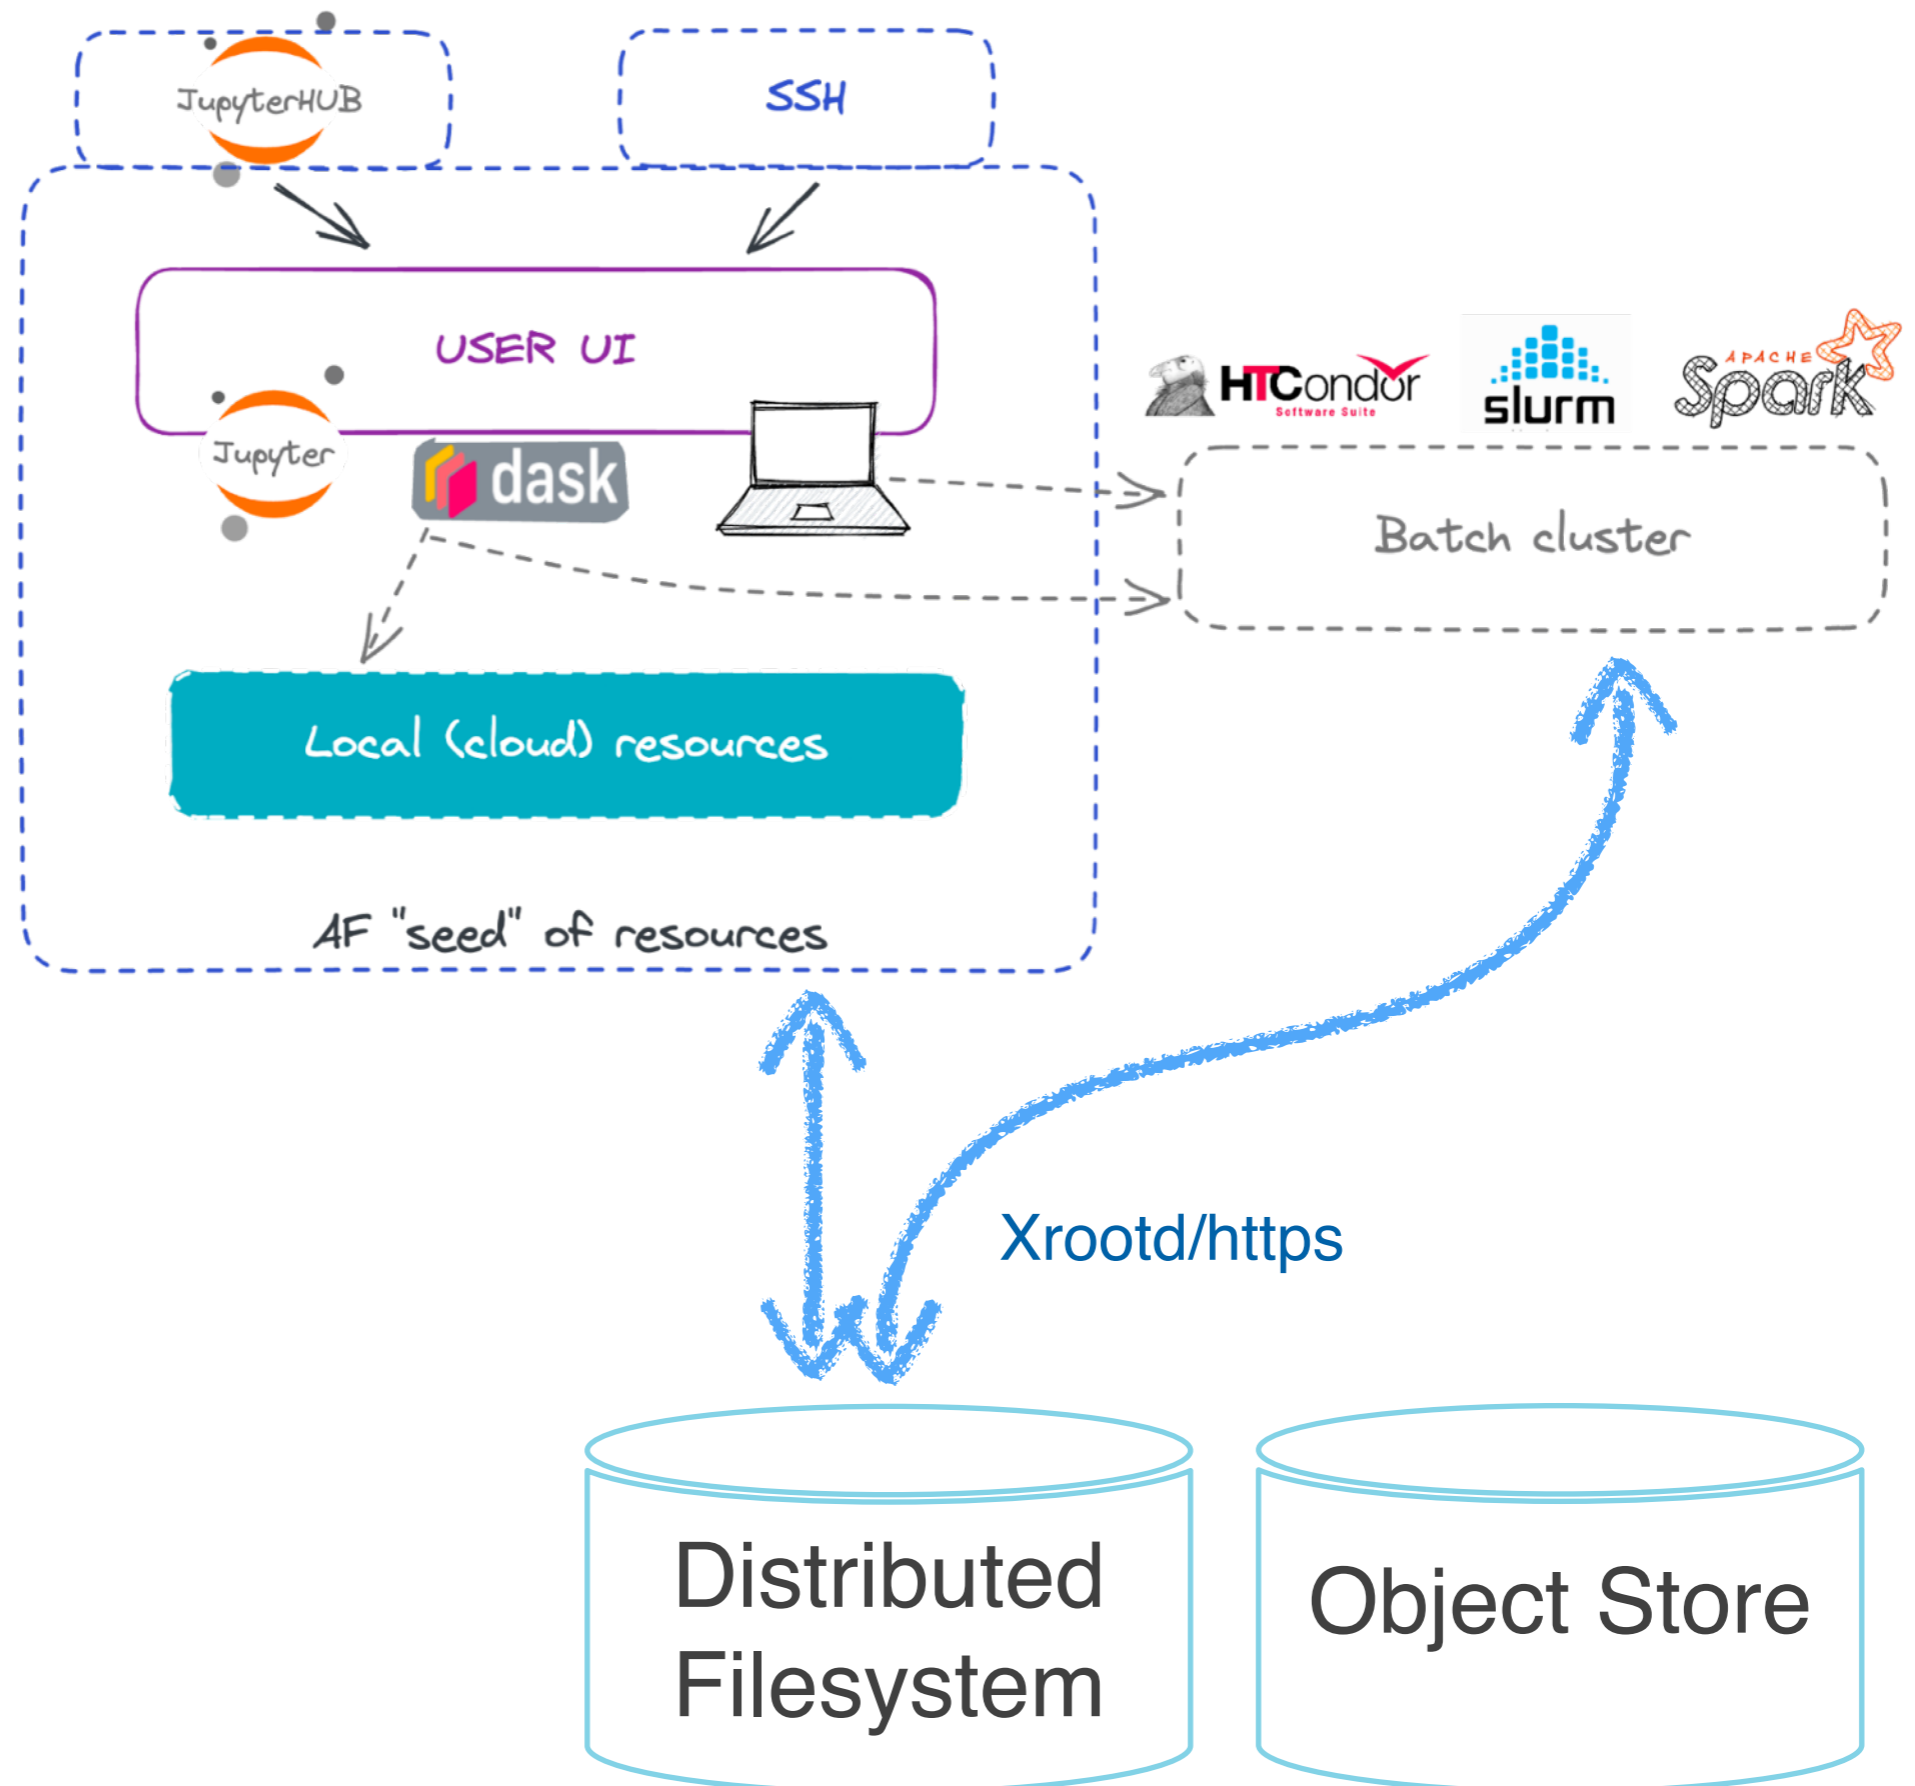 JupyterHUB
SSH
USER UI
Jupyter
dask
HTCondor
Software Suite
slurm
APACHE
Spark
Batch cluster
Local (cloud) resources
AF "seed" of resources
Xrootd/https
Distributed
Filesystem
Object Store